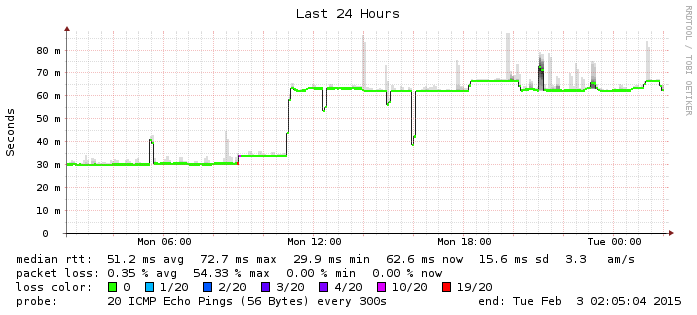 Last 24 Hours
RRDTOOL / TOBI OETIKER
Seconds
80 m
70 m
60 m
50 m
40 m
30 m
20 m
10 m
0
Mon 06:00 Mon 12:00 Mon 18:00 Tue 00:00
median rtt: 51.2 ms avg 72.7 ms max 29.9 ms min 62.6 ms now 15.6 ms sd 3.3 am/s
packet loss: 0.35 % avg 54.33 % max 0.00 % min 0.00 % now
loss color: 0 1/20 2/20 3/20 4/20 10/20 19/20
probe: 20 ICMP Echo Pings (56 Bytes) every 300s end: Tue Feb 3 02:05:04 2015